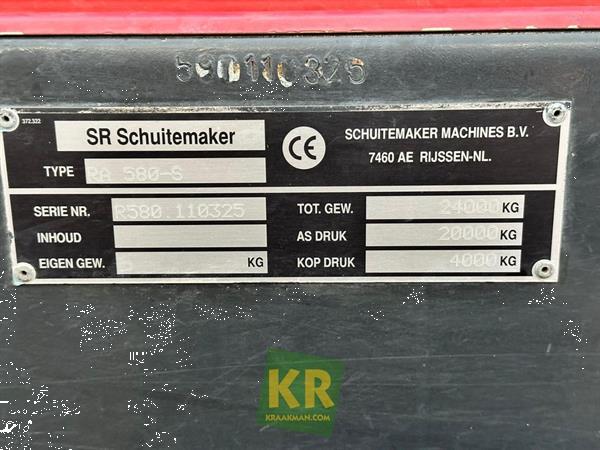 580110325
372.322
SR Schuitemaker
TYPE RA 580-S
SCHUITEMAKER MACHINES B.V.
7460 AE RIJSSEN-NL.
SERIE NR. R580.110325
INHOUD
EIGEN GEW. KG
TOT. GEW. 24000 KG
AS DRUK 20000 KG
KOP DRUK 4000 KG
KR
KRAAKMAN.COM